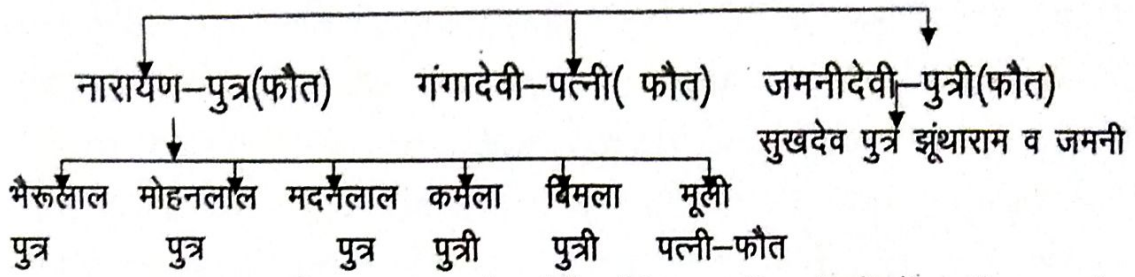 नारायण–पुत्र(फौत) गंगादेवी–पत्नी( फौत) जमनीदेवी–पुत्री(फौत)
सुखदेव पुत्र झूंथाराम व जमनी
भैरूलाल मोहनलाल मदनलाल कमला बिमला मूली
पुत्र पुत्र पुत्र पुत्री पुत्री पत्नी–फौत